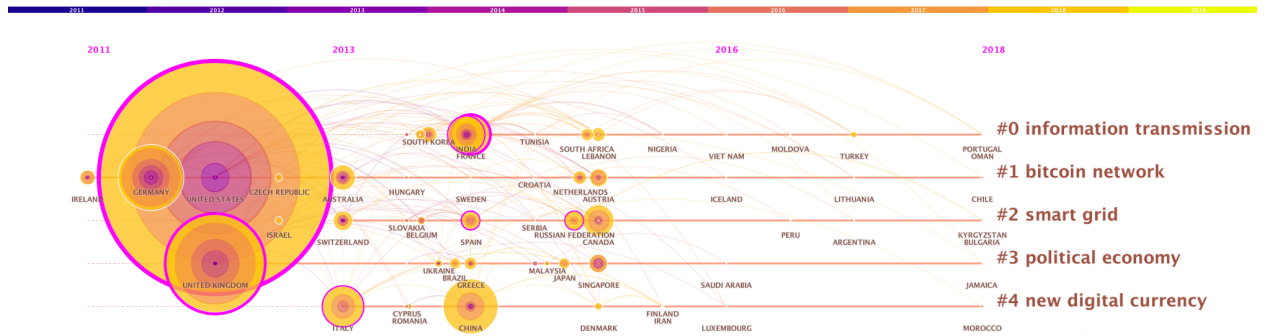 2011 2012 2013 2014 2015 2016 2017 2018 2019
2011 2013 2016 2018
#0 information transmission
SOUTH KOREA INDIA TUNISIA SOUTH AFRICA NIGERIA MOLDOVA PORTUGAL
FRANCE LEBANON VIET NAM TURKEY OMAN
#1 bitcoin network
IRELAND GERMANY UNITED STATES CZECH REPUBLIC AUSTRALIA HUNGARY SWEDEN CROATIA NETHERLANDS AUSTRIA ICELAND LITHUANIA CHILE
#2 smart grid
ISRAEL SWITZERLAND SLOVAKIA BELGIUM SPAIN SERBIA RUSSIAN FEDERATION CANADA PERU ARGENTINA KYRGYZSTAN
BULGARIA
#3 political economy
UNITED KINGDOM UKRAINE BRAZIL GREECE MALAYSIA JAPAN SINGAPORE SAUDI ARABIA JAMAICA
#4 new digital currency
ITALY CYPRUS ROMANIA CHINA DENMARK FINLAND IRAN LUXEMBOURG MOROCCO